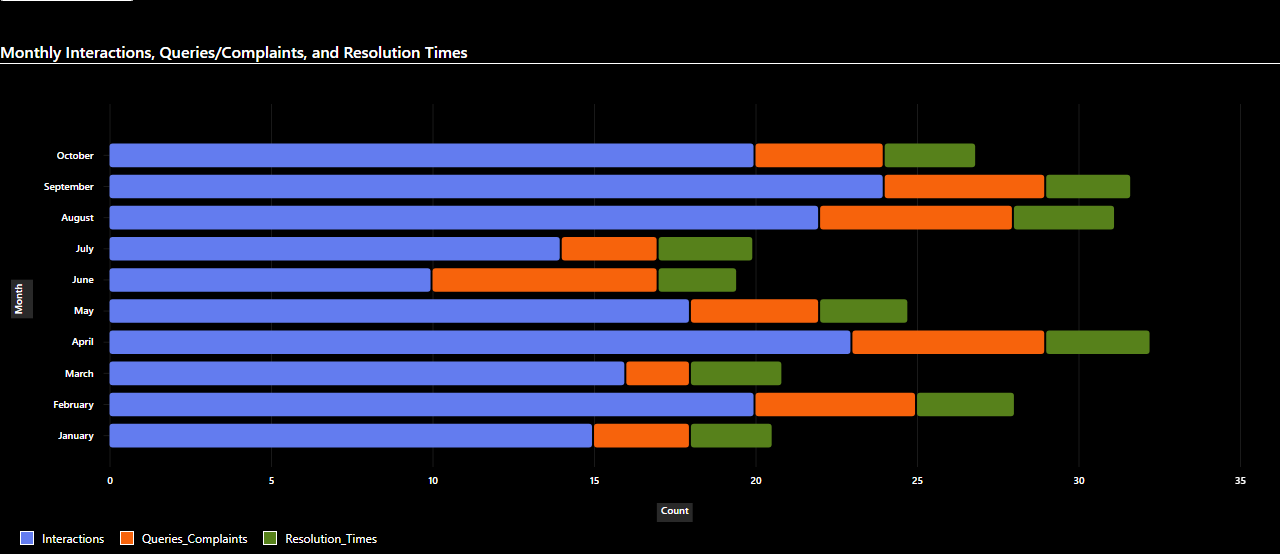 Monthly Interactions, Queries/Complaints, and Resolution Times
October
September
August
July
June
May
April
March
February
January
Month
0 5 10 15 20 25 30 35
Count
Interactions Queries_Complaints Resolution_Times